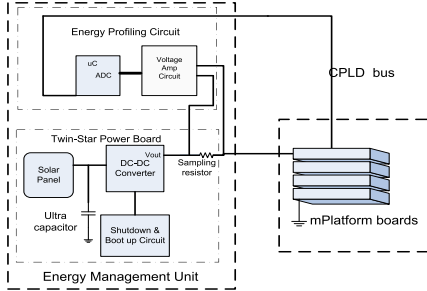 Energy Profiling Circuit
uC
ADC
Voltage
Amp
Circuit
CPLD bus
Twin-Star Power Board
Solar
Panel
Vout
DC-DC
Converter
Sampling
resistor
Ultra
capacitor
Shutdown &
Boot up Circuit
mPlatform boards
Energy Management Unit